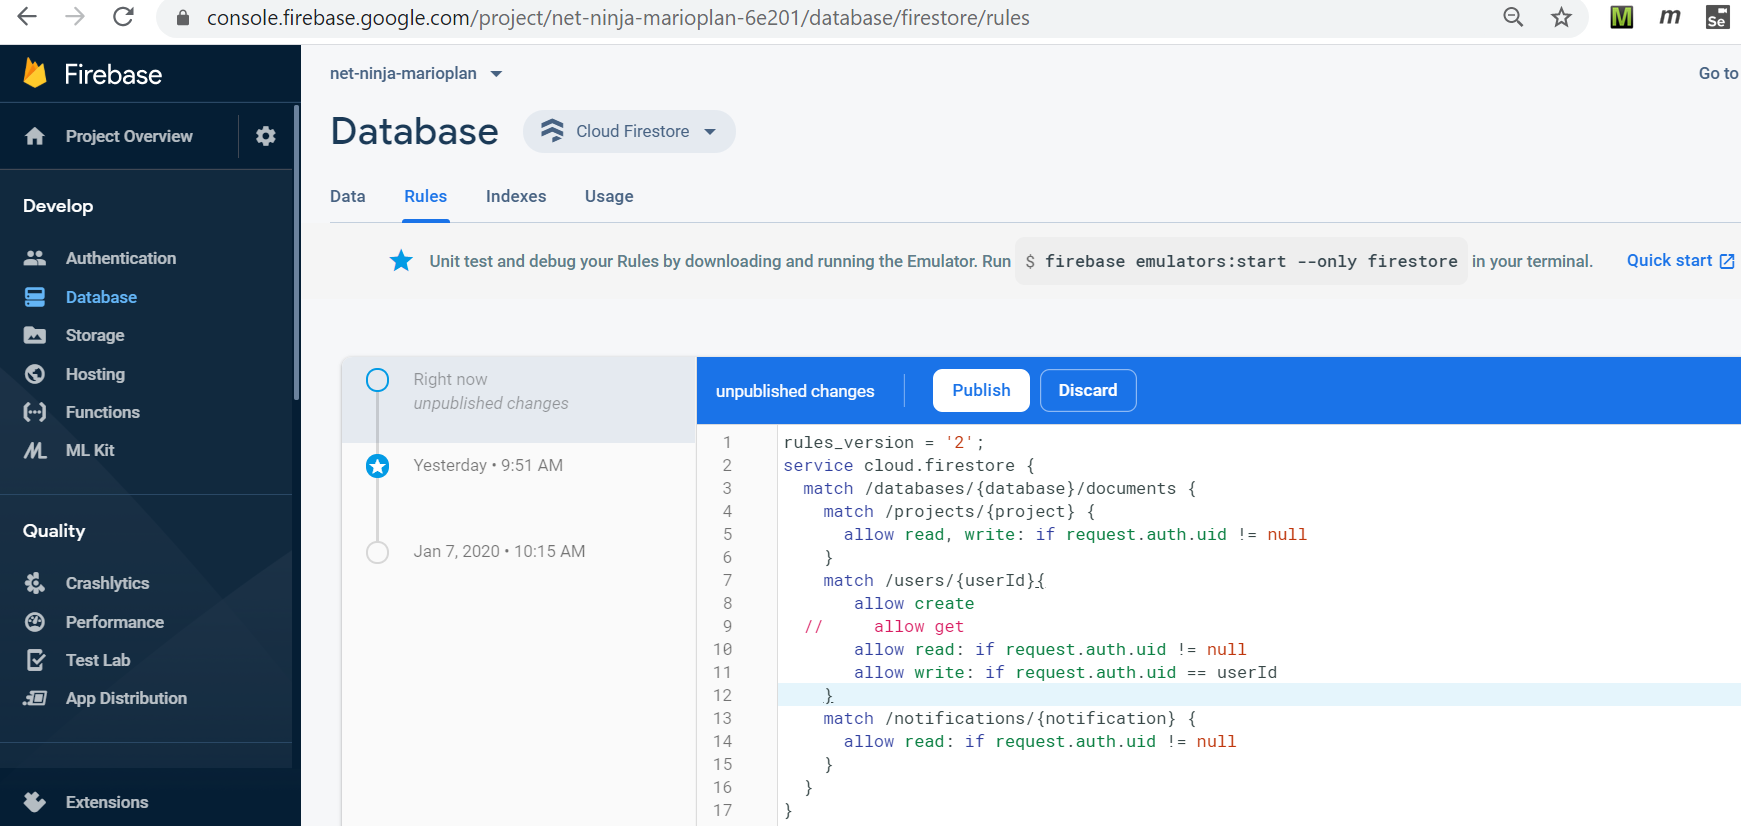 console.firebase.google.com/project/net-ninja-marioplan-6e201/database/firestore/rules
M
m
Se
Firebase
Project Overview
Develop
Authentication
Database
Storage
Hosting
Functions
ML Kit
Quality
Crashlytics
Performance
Test Lab
App Distribution
Extensions
net-ninja-marioplan
Go to
Database
Cloud Firestore
Data Rules Indexes Usage
Unit test and debug your Rules by downloading and running the Emulator. Run $ firebase emulators:start --only firestore in your terminal. Quick start
Right now
unpublished changes
Yesterday • 9:51 AM
Jan 7, 2020 • 10:15 AM
unpublished changes Publish Discard
1 rules_version = '2';
2 service cloud.firestore {
3 match /databases/{database}/documents {
4 match /projects/{project} {
5 allow read, write: if request.auth.uid != null
6 }
7 match /users/{userId}{
8 allow create
9 // allow get
10 allow read: if request.auth.uid != null
11 allow write: if request.auth.uid == userId
12 }
13 match /notifications/{notification} {
14 allow read: if request.auth.uid != null
15 }
16 }
17 }